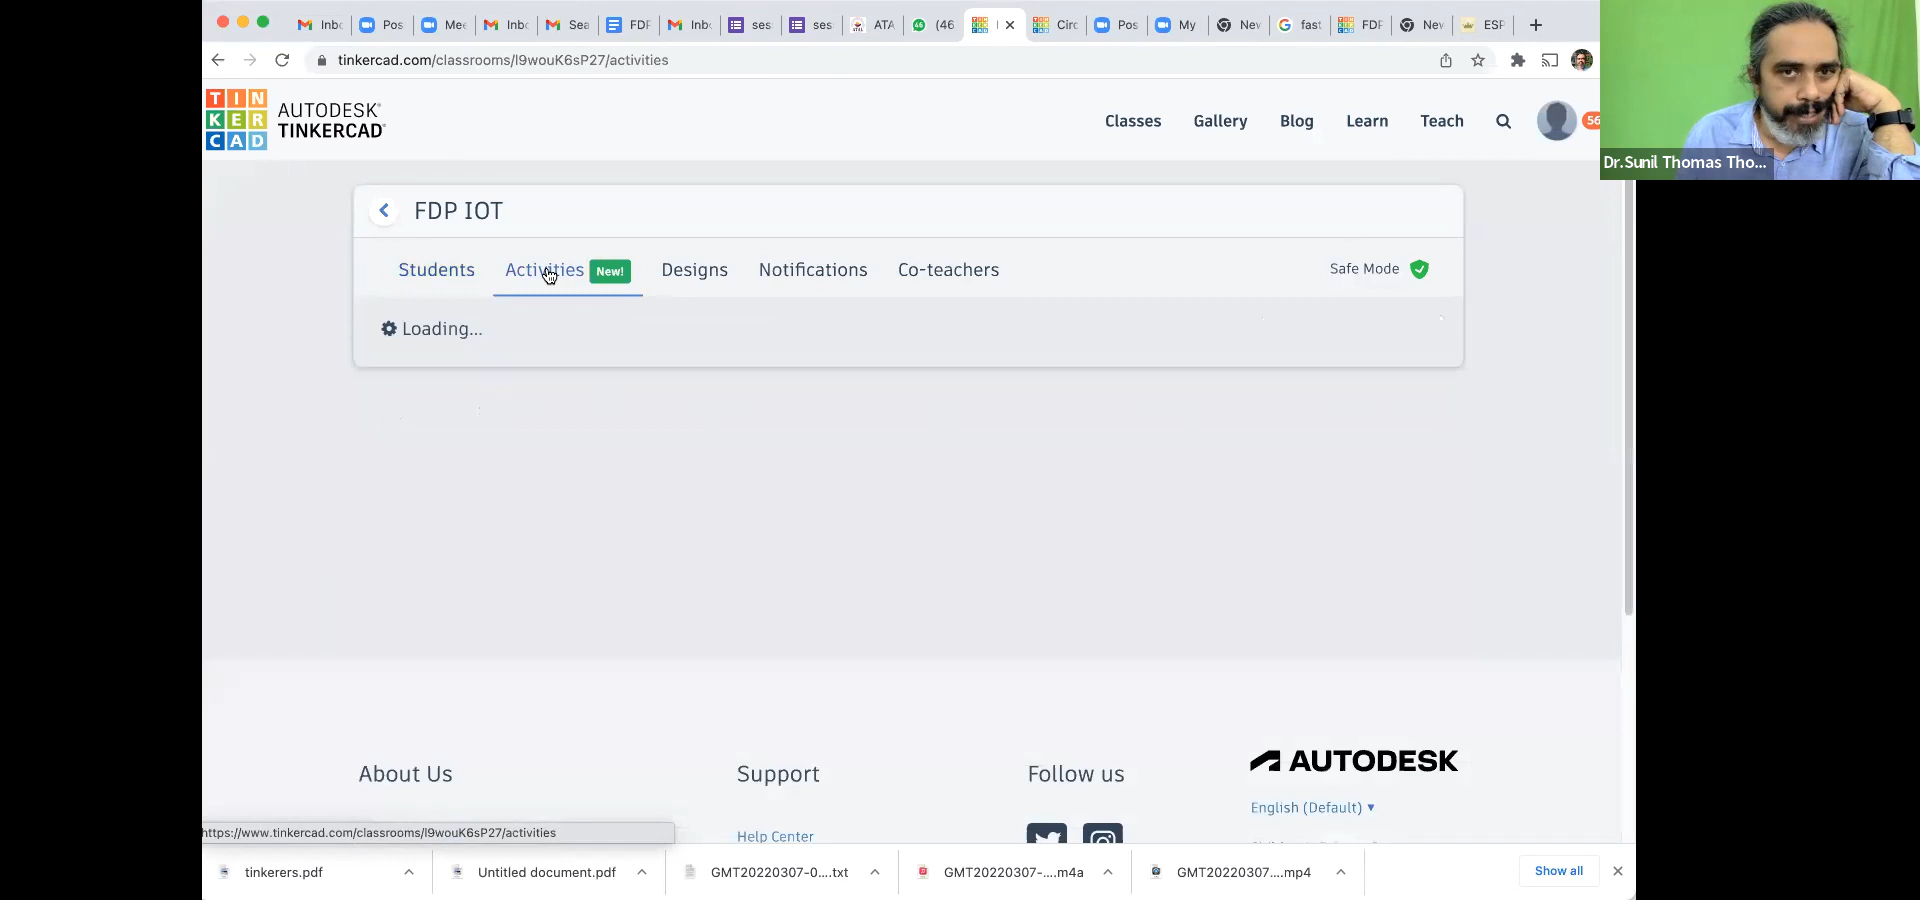 Inbo Pos Mee Inbo Sea FDF Inbo ses ses ATA (46 Circ Pos My Nev fast FDF Nev ESP
tinkercad.com/classrooms/l9wouK6sP27/activities
TIN
KER
CAD
AUTODESK
TINKERCAD
Classes Gallery Blog Learn Teach 56
Dr.Sunil Thomas Tho...
FDP IOT
Students Activities New! Designs Notifications Co-teachers Safe Mode
Loading...
AUTODESK
About Us Support Follow us
English (Default) ▾
https://www.tinkercad.com/classrooms/l9wouK6sP27/activities
Help Center
tinkerers.pdf Untitled document.pdf GMT20220307-0....txt GMT20220307-....m4a GMT20220307....mp4 Show all